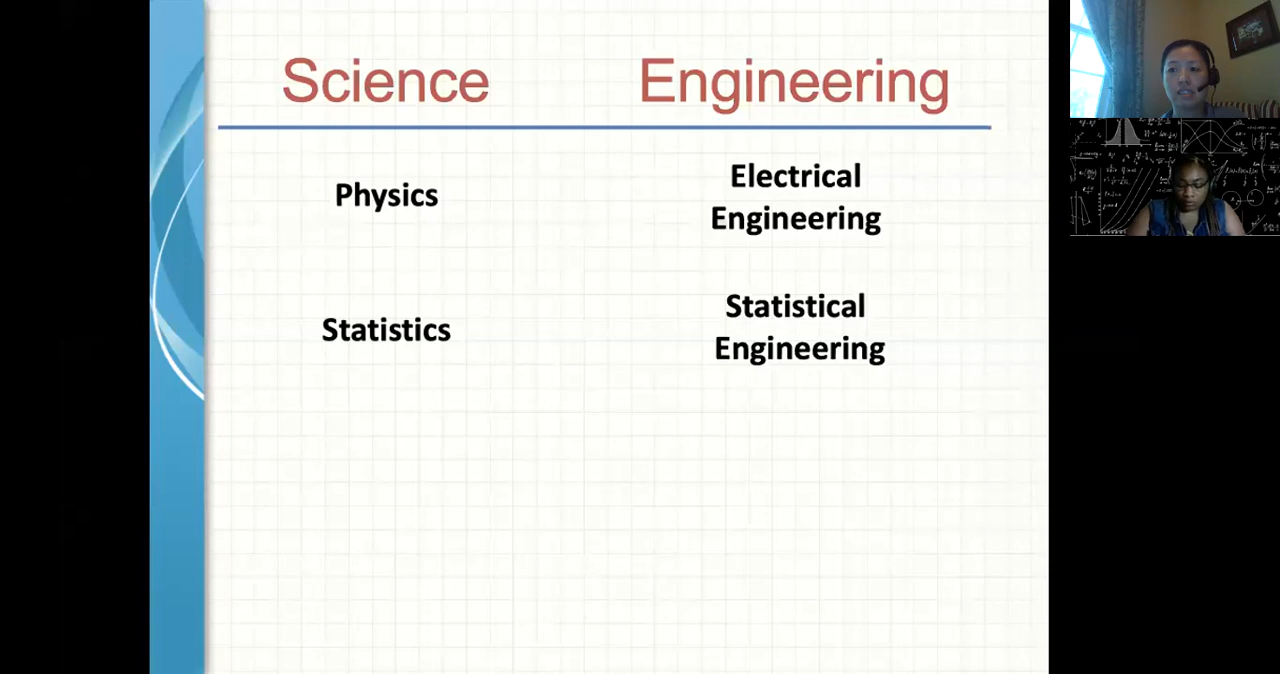 Science
Engineering
Physics
Electrical
Engineering
Statistics
Statistical
Engineering